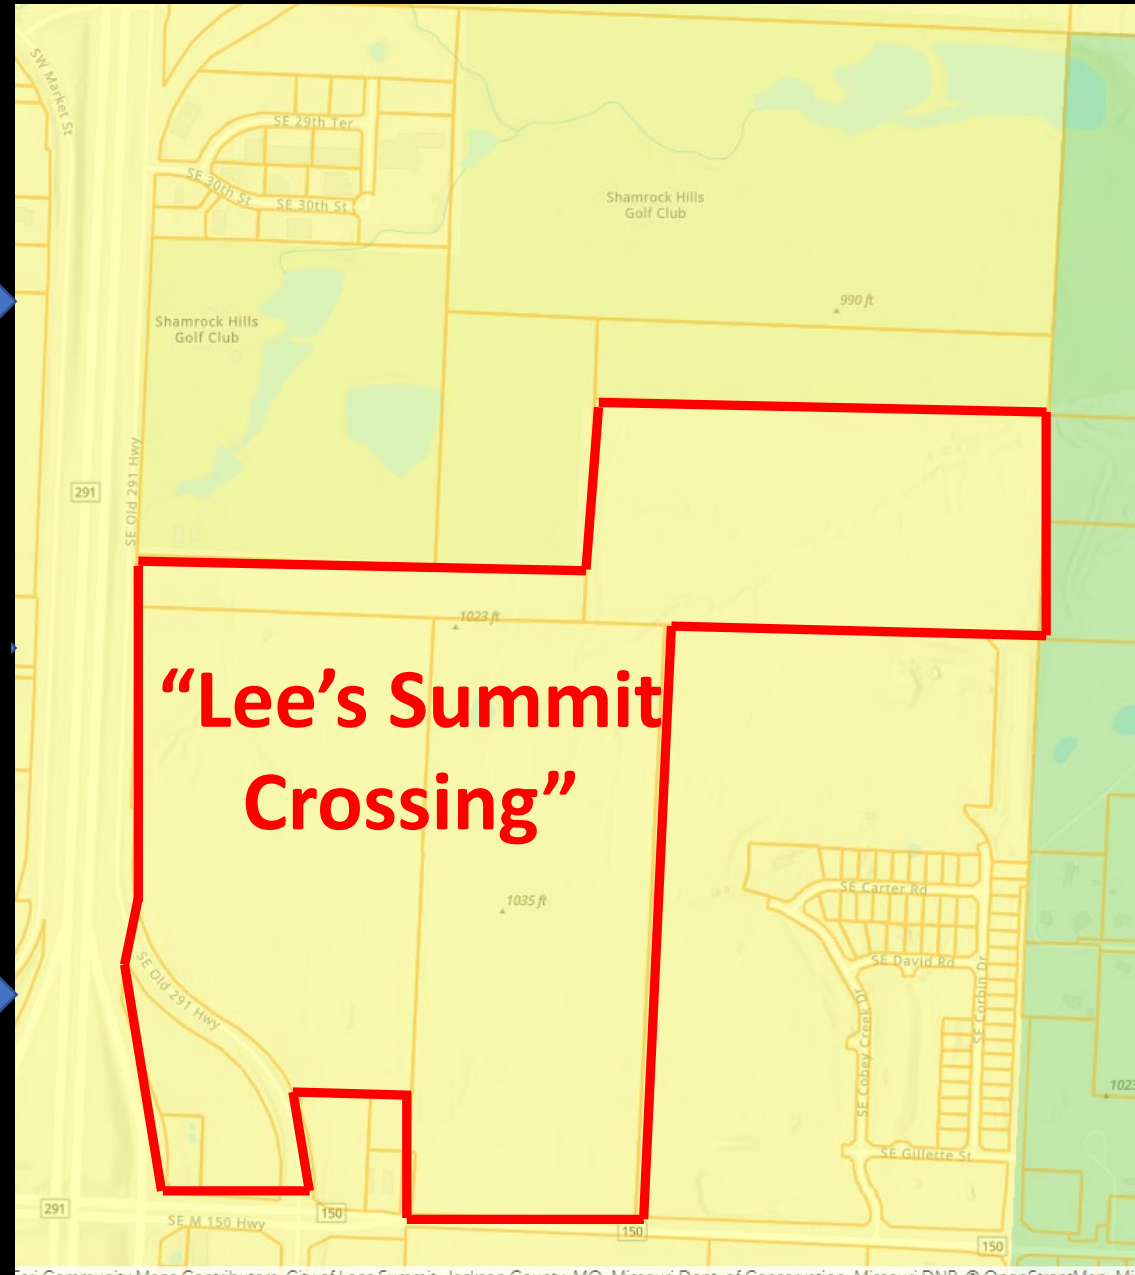 SW Market St
SE 29th Ter
SE 30th St
SE 30th St
Shamrock Hills
Golf Club
990 ft
Shamrock Hills
Golf Club
SE Old 291 Hwy
291
1023 ft
“Lee’s Summit
Crossing”
SE Carter Rd
1035 ft
SE Old 291 Hwy
SE David Rd
SE Corbin Dr
SE Cobey Creek Dr
1023
SE Gillette St
291
SE M 150 Hwy
150
150
150